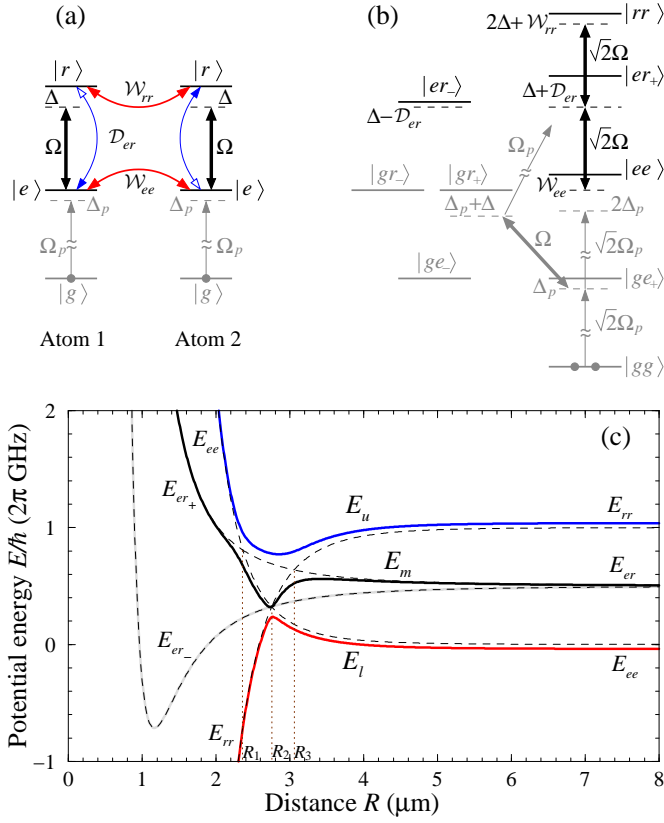 (a)
|r⟩ 𝒲rr |r⟩
Δ Δ
𝒟er
Ω Ω
|e⟩ 𝒲ee |e⟩
Δp Δp
Ωp Ωp
|g⟩ |g⟩
Atom 1 Atom 2
(b)
|rr⟩
2Δ+𝒲rr
√2Ω
|er+⟩
|er−⟩
Δ+𝒟er
Δ−𝒟er
Ωp
√2Ω
|gr−⟩ |gr+⟩
|ee⟩
𝒲ee
Δp+Δ
2Δp
Ω
√2Ωp
|ge−⟩
|ge+⟩
Δp
√2Ωp
|gg⟩
(c)
Potential energy E/ħ (2π GHz)
2
1
0
-1
Eee
Eer+
Eu
Err
Em
Eer
Eer−
El
Eee
Err
R1 R2 R3
0 1 2 3 4 5 6 7 8
Distance R (μm)